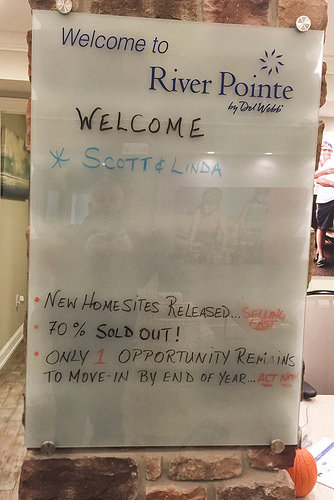 Welcome to
River Pointe
by Del Webb
WELCOME
* SCOTT & LINDA
• NEW HOMESITES RELEASED... SELLING FAST
• 70% SOLD OUT!
• ONLY 1 OPPORTUNITY REMAINS
TO MOVE-IN BY END OF YEAR... ACT NOW